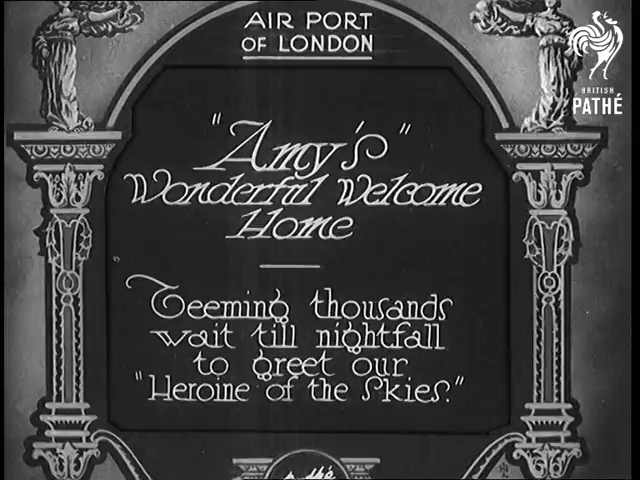 AIR PORT
OF LONDON
BRITISH
PATHÉ
"Amy's"
Wonderful Welcome
Home
Teeming thousands
wait till nightfall
to greet our
"Heroine of the Skies."